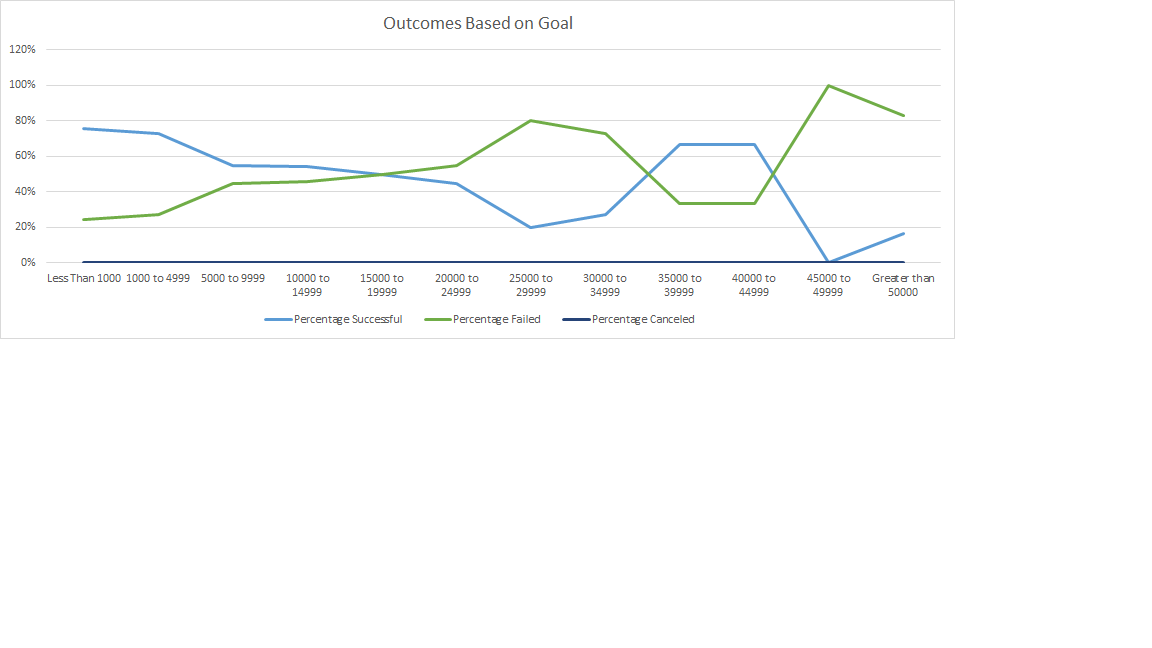 Outcomes Based on Goal
120%
100%
80%
60%
40%
20%
0%
Less Than 1000 1000 to 4999 5000 to 9999 10000 to 14999 15000 to 19999 20000 to 24999 25000 to 29999 30000 to 34999 35000 to 39999 40000 to 44999 45000 to 49999 Greater than 50000
Percentage Successful Percentage Failed Percentage Canceled